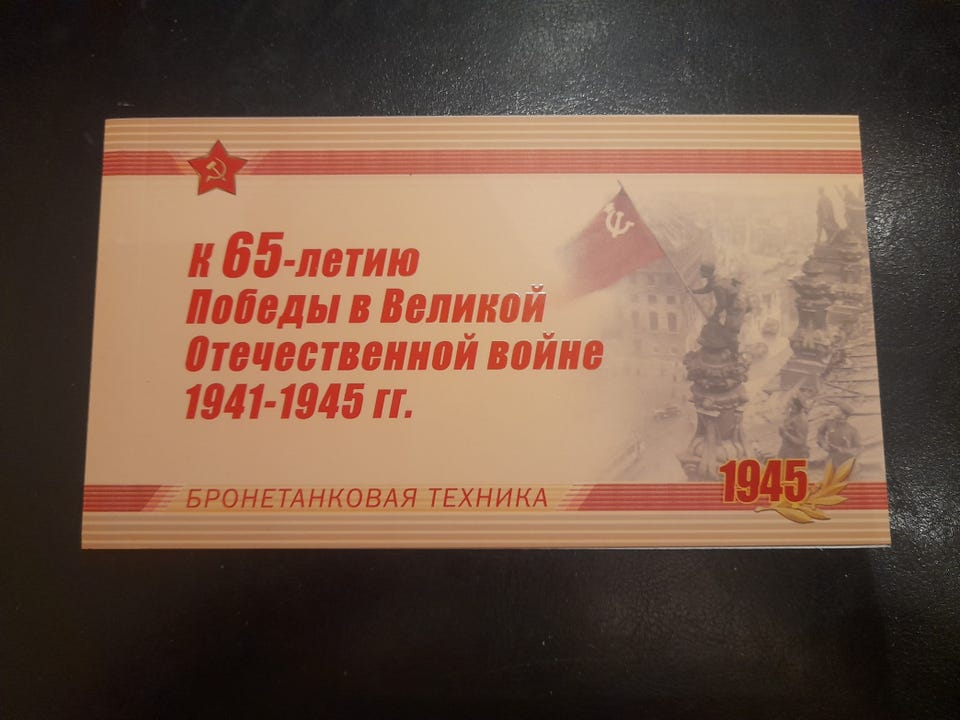 К 65-летию
Победы в Великой
Отечественной войне
1941-1945 гг.
БРОНЕТАНКОВАЯ ТЕХНИКА
1945